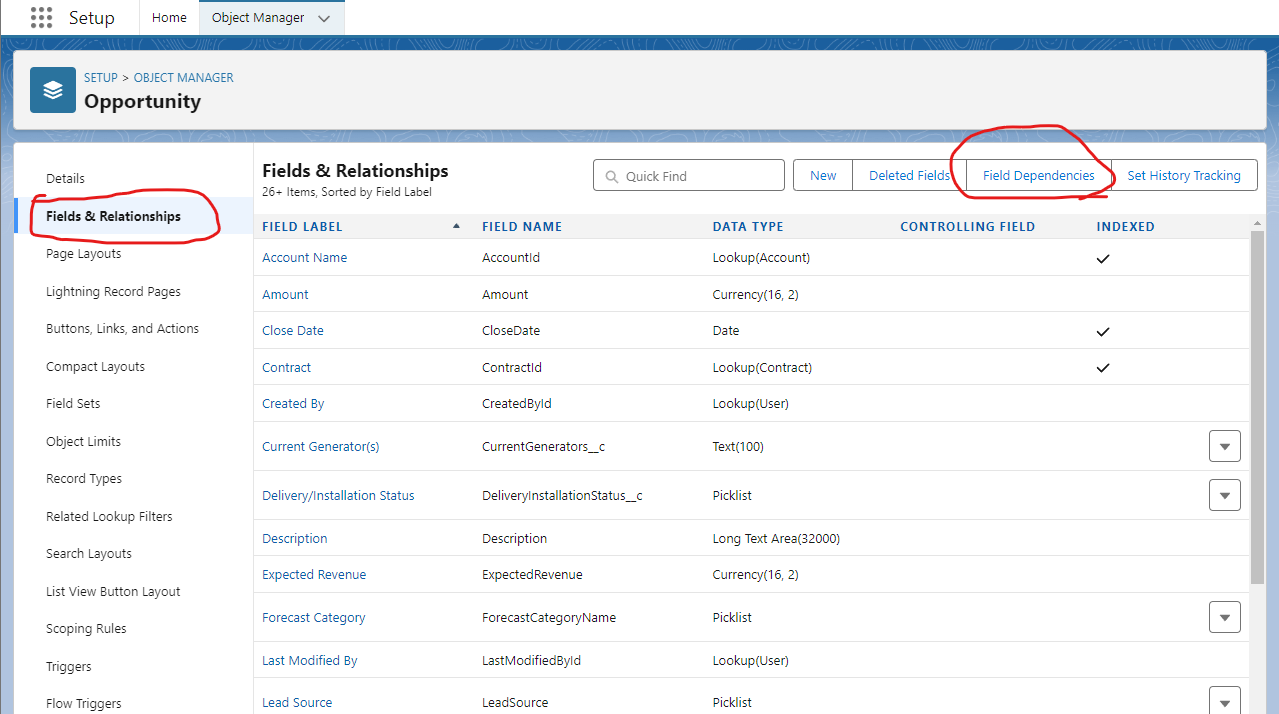 Setup Home Object Manager
SETUP > OBJECT MANAGER
Opportunity
Details
Fields & Relationships
Page Layouts
Lightning Record Pages
Buttons, Links, and Actions
Compact Layouts
Field Sets
Object Limits
Record Types
Related Lookup Filters
Search Layouts
List View Button Layout
Scoping Rules
Triggers
Flow Triggers
Fields & Relationships
26+ Items, Sorted by Field Label
Quick Find New Deleted Fields Field Dependencies Set History Tracking
FIELD LABEL FIELD NAME DATA TYPE CONTROLLING FIELD INDEXED
Account Name AccountId Lookup(Account)
Amount Amount Currency(16, 2)
Close Date CloseDate Date
Contract ContractId Lookup(Contract)
Created By CreatedById Lookup(User)
Current Generator(s) CurrentGenerators__c Text(100)
Delivery/Installation Status DeliveryInstallationStatus__c Picklist
Description Description Long Text Area(32000)
Expected Revenue ExpectedRevenue Currency(16, 2)
Forecast Category ForecastCategoryName Picklist
Last Modified By LastModifiedById Lookup(User)
Lead Source LeadSource Picklist